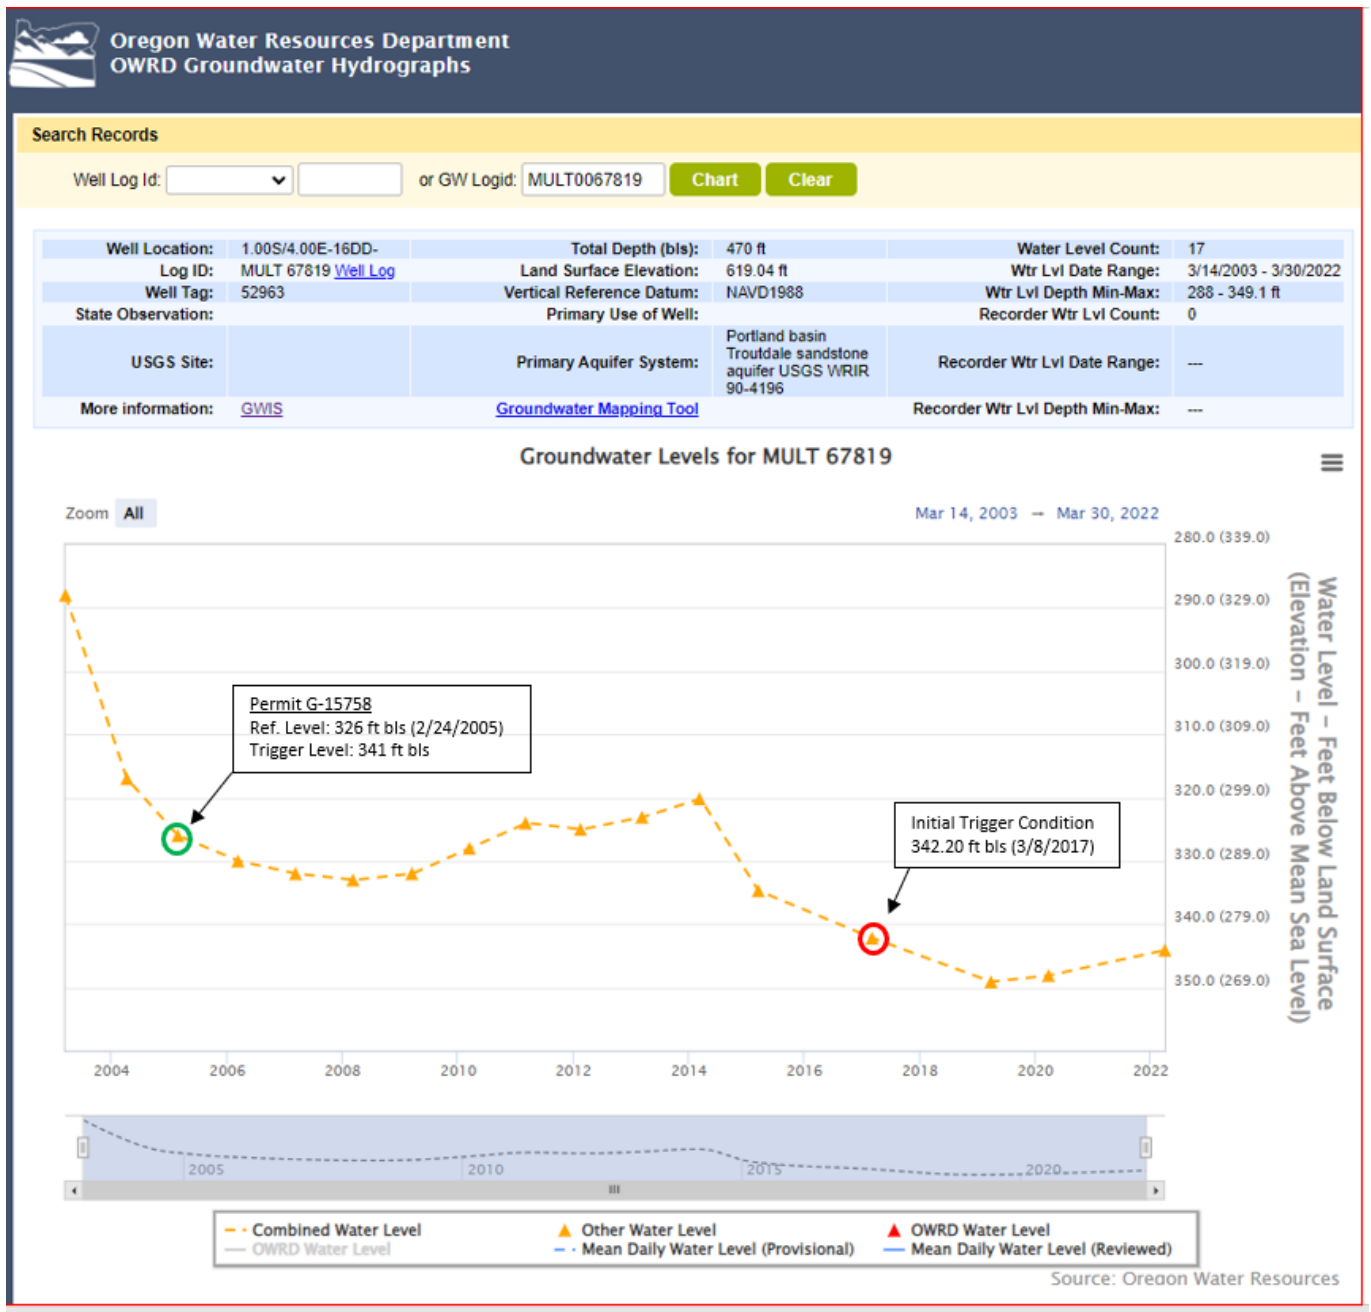 Oregon Water Resources Department
OWRD Groundwater Hydrographs
Search Records
Well Log Id: or GW Logid: MULT0067819 Chart Clear
Well Location: 1.00S/4.00E-16DD- Total Depth (bls): 470 ft Water Level Count: 17
Log ID: MULT 67819 Well Log Land Surface Elevation: 619.04 ft Wtr Lvl Date Range: 3/14/2003 - 3/30/2022
Well Tag: 52963 Vertical Reference Datum: NAVD1988 Wtr Lvl Depth Min-Max: 288 - 349.1 ft
State Observation: Primary Use of Well: Recorder Wtr Lvl Count: 0
USGS Site: Primary Aquifer System: Portland basin
Troutdale sandstone
aquifer USGS WRIR
90-4196
Recorder Wtr Lvl Date Range: ---
More information: GWIS Groundwater Mapping Tool Recorder Wtr Lvl Depth Min-Max: ---
Groundwater Levels for MULT 67819
Zoom All Mar 14, 2003 → Mar 30, 2022
280.0 (339.0)
290.0 (329.0)
300.0 (319.0)
310.0 (309.0)
320.0 (299.0)
330.0 (289.0)
340.0 (279.0)
350.0 (269.0)
Water Level – Feet Below Land Surface
(Elevation – Feet Above Mean Sea Level)
Permit G-15758
Ref. Level: 326 ft bls (2/24/2005)
Trigger Level: 341 ft bls
Initial Trigger Condition
342.20 ft bls (3/8/2017)
2004 2006 2008 2010 2012 2014 2016 2018 2020 2022
2005 2010 2015 2020
Combined Water Level Other Water Level OWRD Water Level
OWRD Water Level Mean Daily Water Level (Provisional) Mean Daily Water Level (Reviewed)
Source: Oregon Water Resources